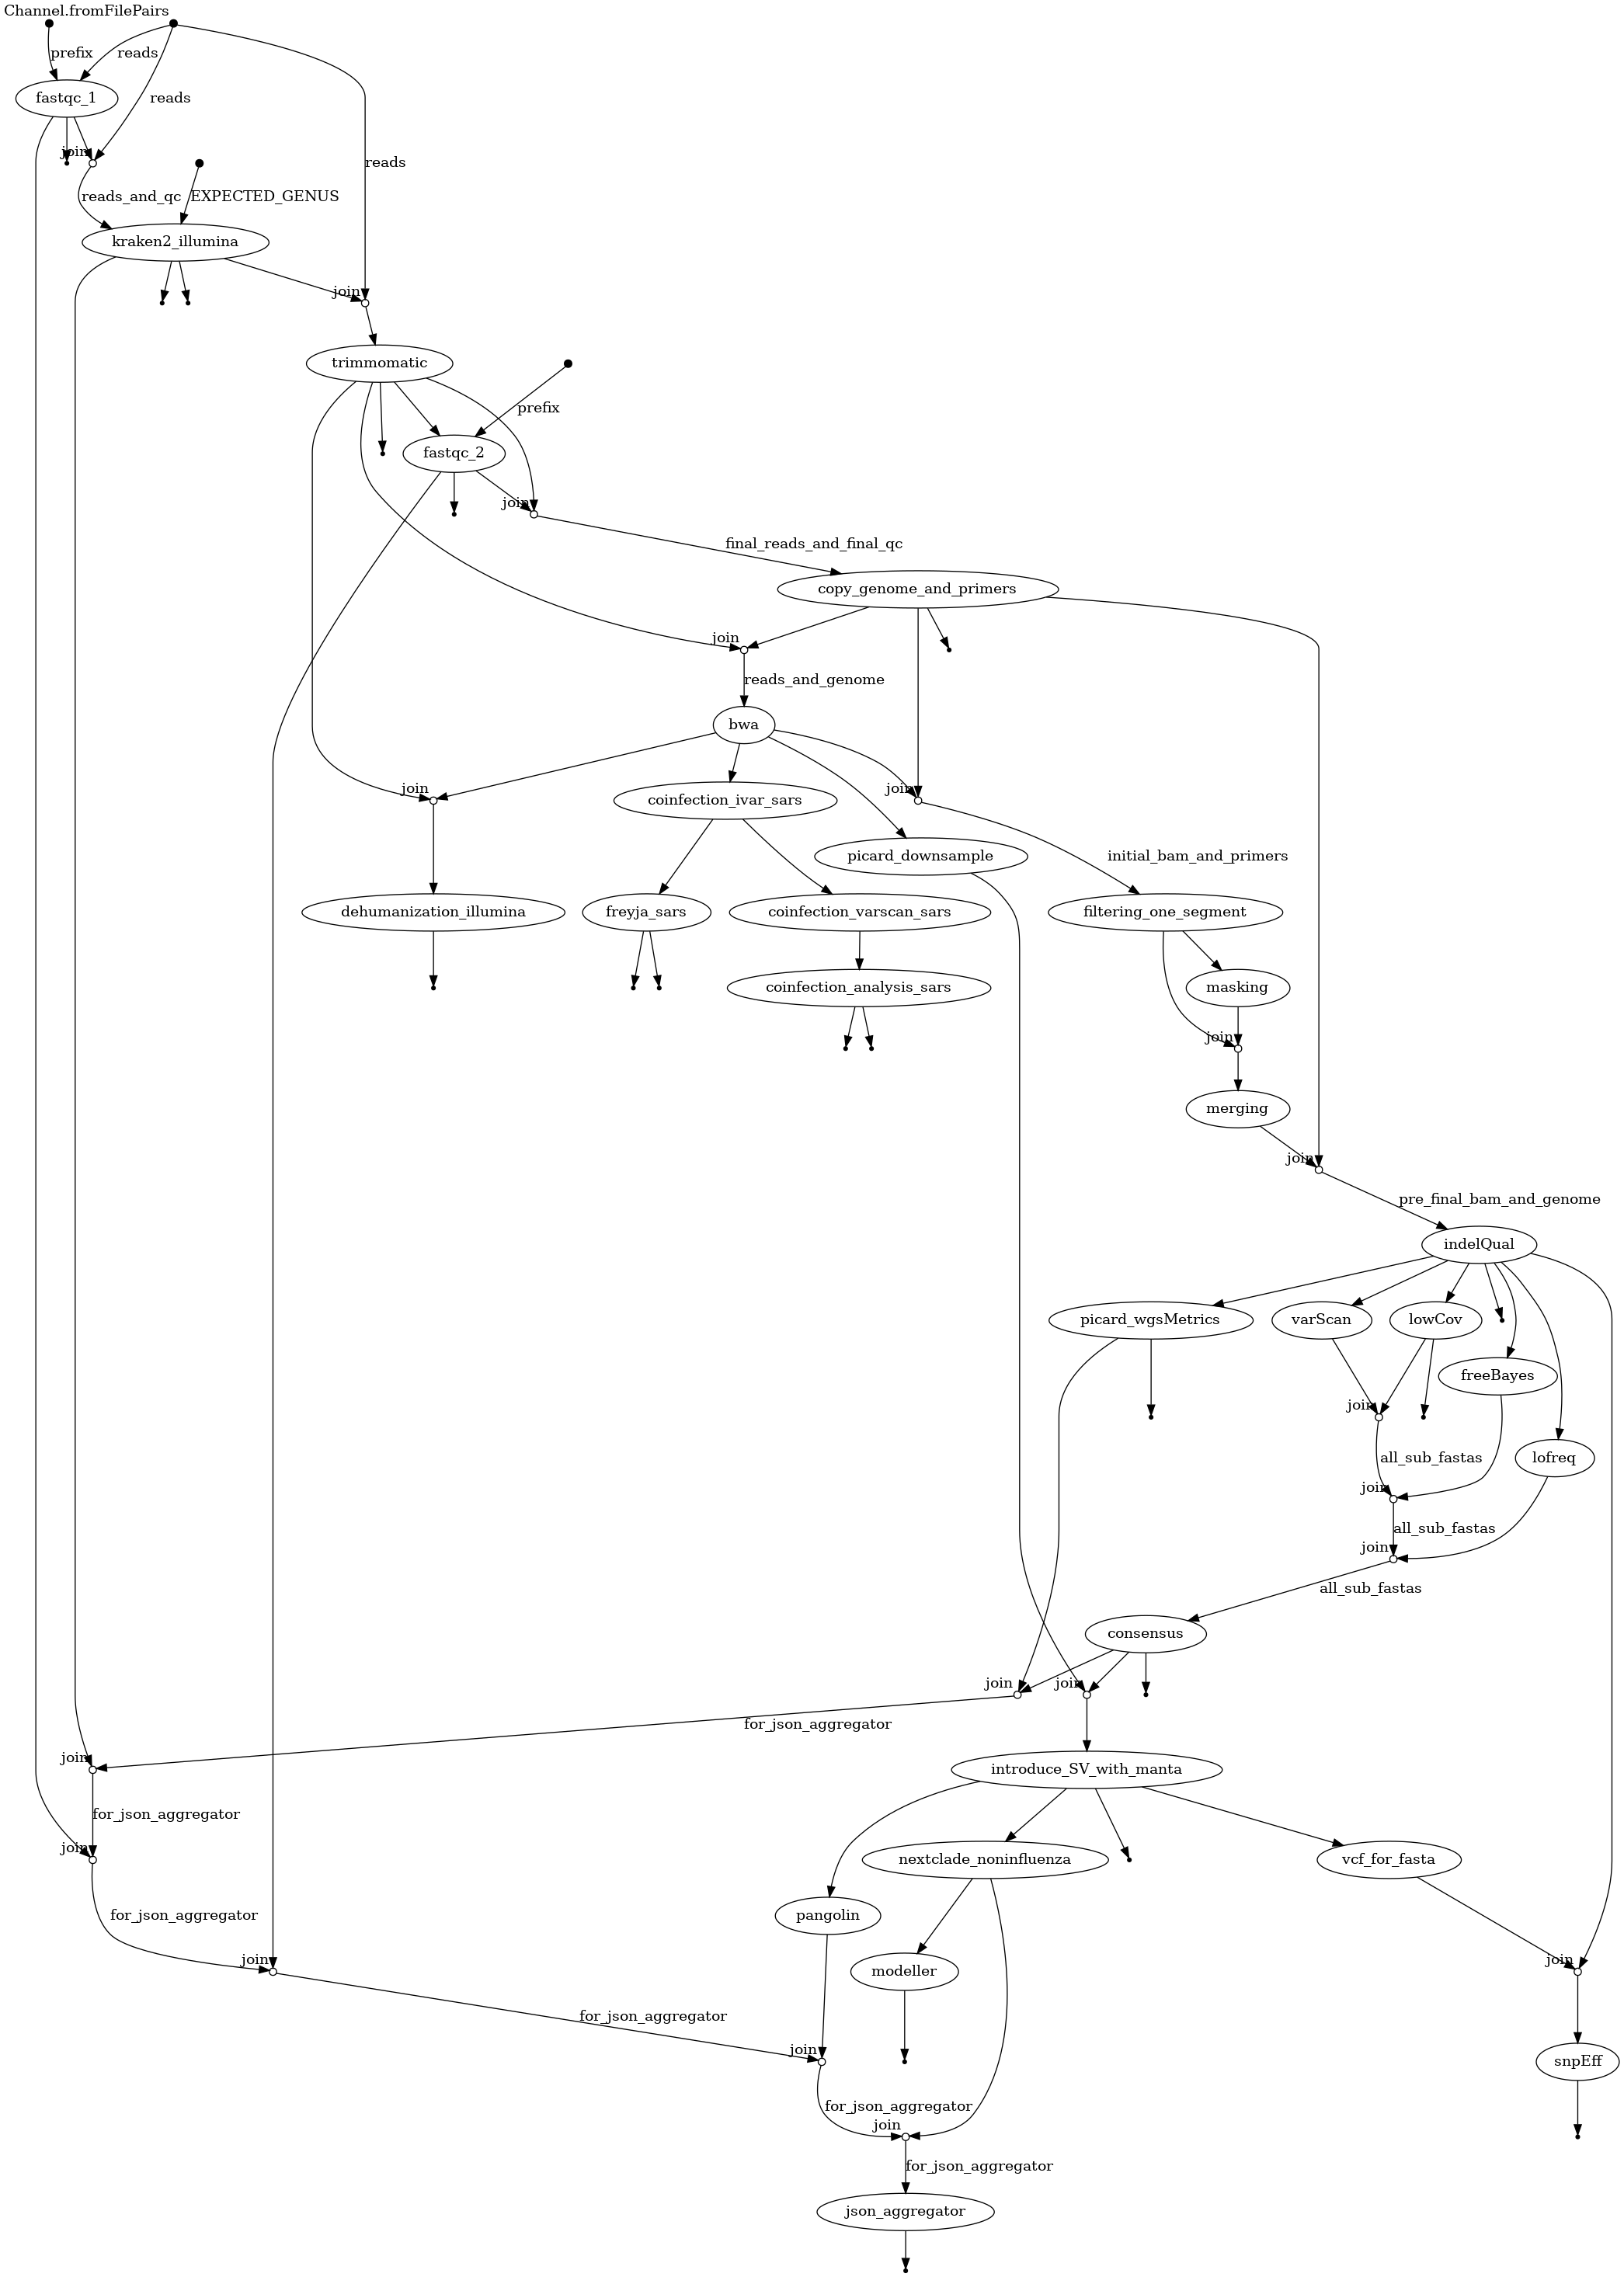 Channel.fromFilePairs
prefix
reads
fastqc_1
reads
join
reads
reads_and_qc
EXPECTED_GENUS
kraken2_illumina
join
trimmomatic
prefix
fastqc_2
join
final_reads_and_final_qc
copy_genome_and_primers
join
reads_and_genome
bwa
join
join
coinfection_ivar_sars
picard_downsample
initial_bam_and_primers
dehumanization_illumina
freyja_sars
coinfection_varscan_sars
filtering_one_segment
coinfection_analysis_sars
masking
join
merging
join
pre_final_bam_and_genome
indelQual
picard_wgsMetrics
varScan
lowCov
freeBayes
join
all_sub_fastas
lofreq
join
all_sub_fastas
join
all_sub_fastas
consensus
join
join
for_json_aggregator
join
introduce_SV_with_manta
for_json_aggregator
join
nextclade_noninfluenza
vcf_for_fasta
for_json_aggregator
pangolin
join
modeller
join
for_json_aggregator
join
snpEff
for_json_aggregator
join
for_json_aggregator
json_aggregator